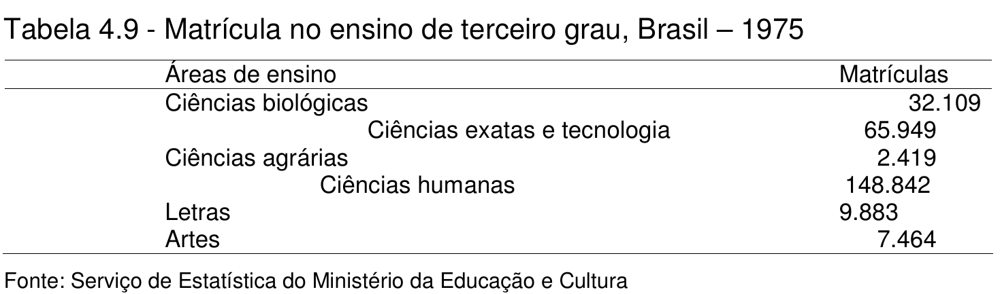 Tabela 4.9 - Matrícula no ensino de terceiro grau, Brasil – 1975
Áreas de ensino Matrículas
Ciências biológicas 32.109
Ciências exatas e tecnologia 65.949
Ciências agrárias 2.419
Ciências humanas 148.842
Letras 9.883
Artes 7.464
Fonte: Serviço de Estatística do Ministério da Educação e Cultura